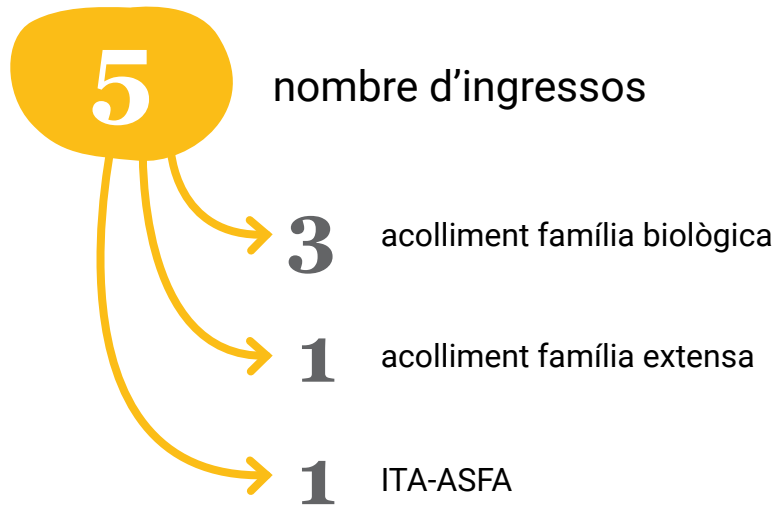 5
nombre d’ingressos
3
acolliment família biològica
1
acolliment família extensa
1
ITA-ASFA